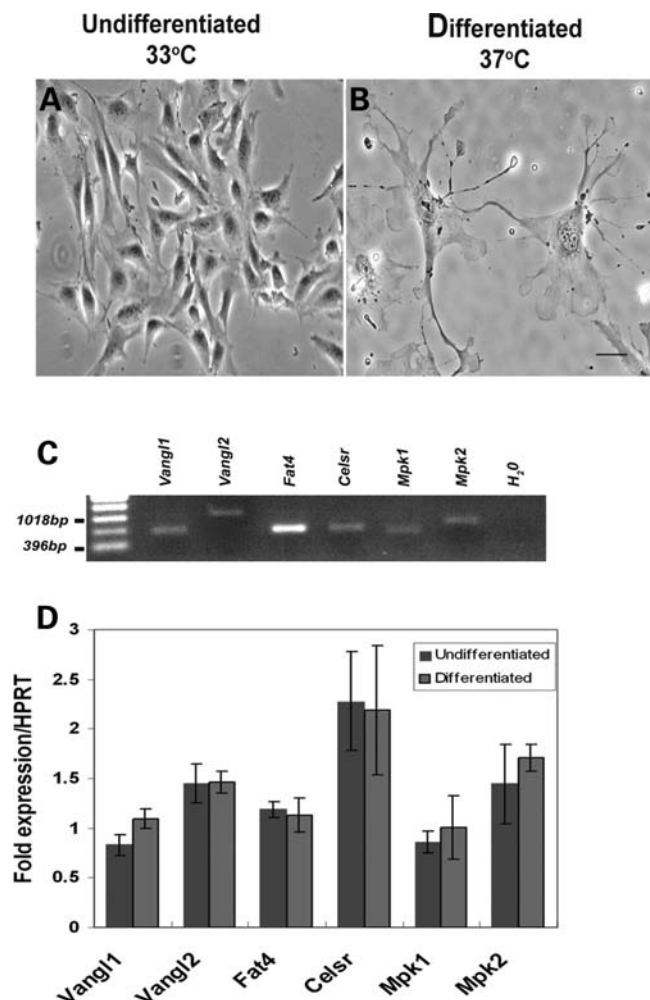 Undifferentiated
33°C
Differentiated
37°C
A
B
C
Vangl1
Vangl2
Fat4
Celsr
Mpk1
Mpk2
H₂0
1018bp
396bp
D
Fold expression/HPRT
3
2.5
2
1.5
1
0.5
0
Undifferentiated
Differentiated
Vangl1
Vangl2
Fat4
Celsr
Mpk1
Mpk2